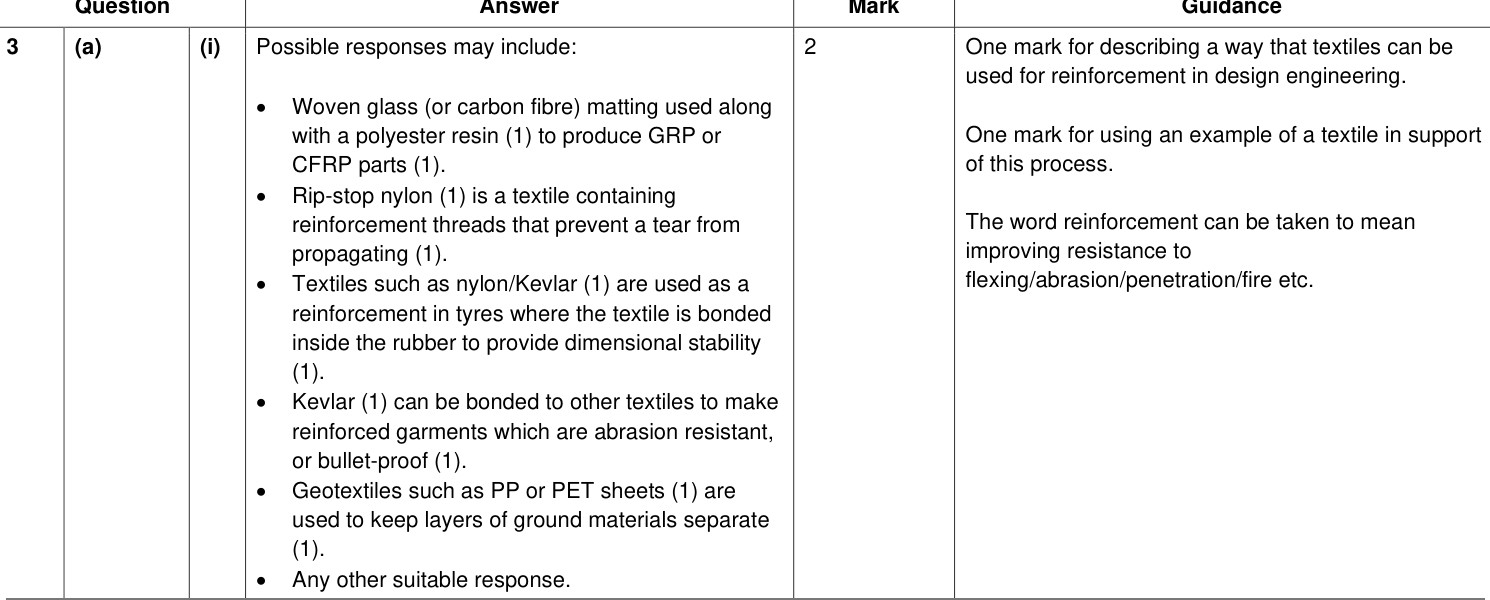 Question Answer Mark Guidance
3 (a) (i) Possible responses may include: 2 One mark for describing a way that textiles can be
used for reinforcement in design engineering.
• Woven glass (or carbon fibre) matting used along
with a polyester resin (1) to produce GRP or One mark for using an example of a textile in support
CFRP parts (1). of this process.
• Rip-stop nylon (1) is a textile containing
reinforcement threads that prevent a tear from The word reinforcement can be taken to mean
propagating (1). improving resistance to
• Textiles such as nylon/Kevlar (1) are used as a flexing/abrasion/penetration/fire etc.
reinforcement in tyres where the textile is bonded
inside the rubber to provide dimensional stability
(1).
• Kevlar (1) can be bonded to other textiles to make
reinforced garments which are abrasion resistant,
or bullet-proof (1).
• Geotextiles such as PP or PET sheets (1) are
used to keep layers of ground materials separate
(1).
• Any other suitable response.